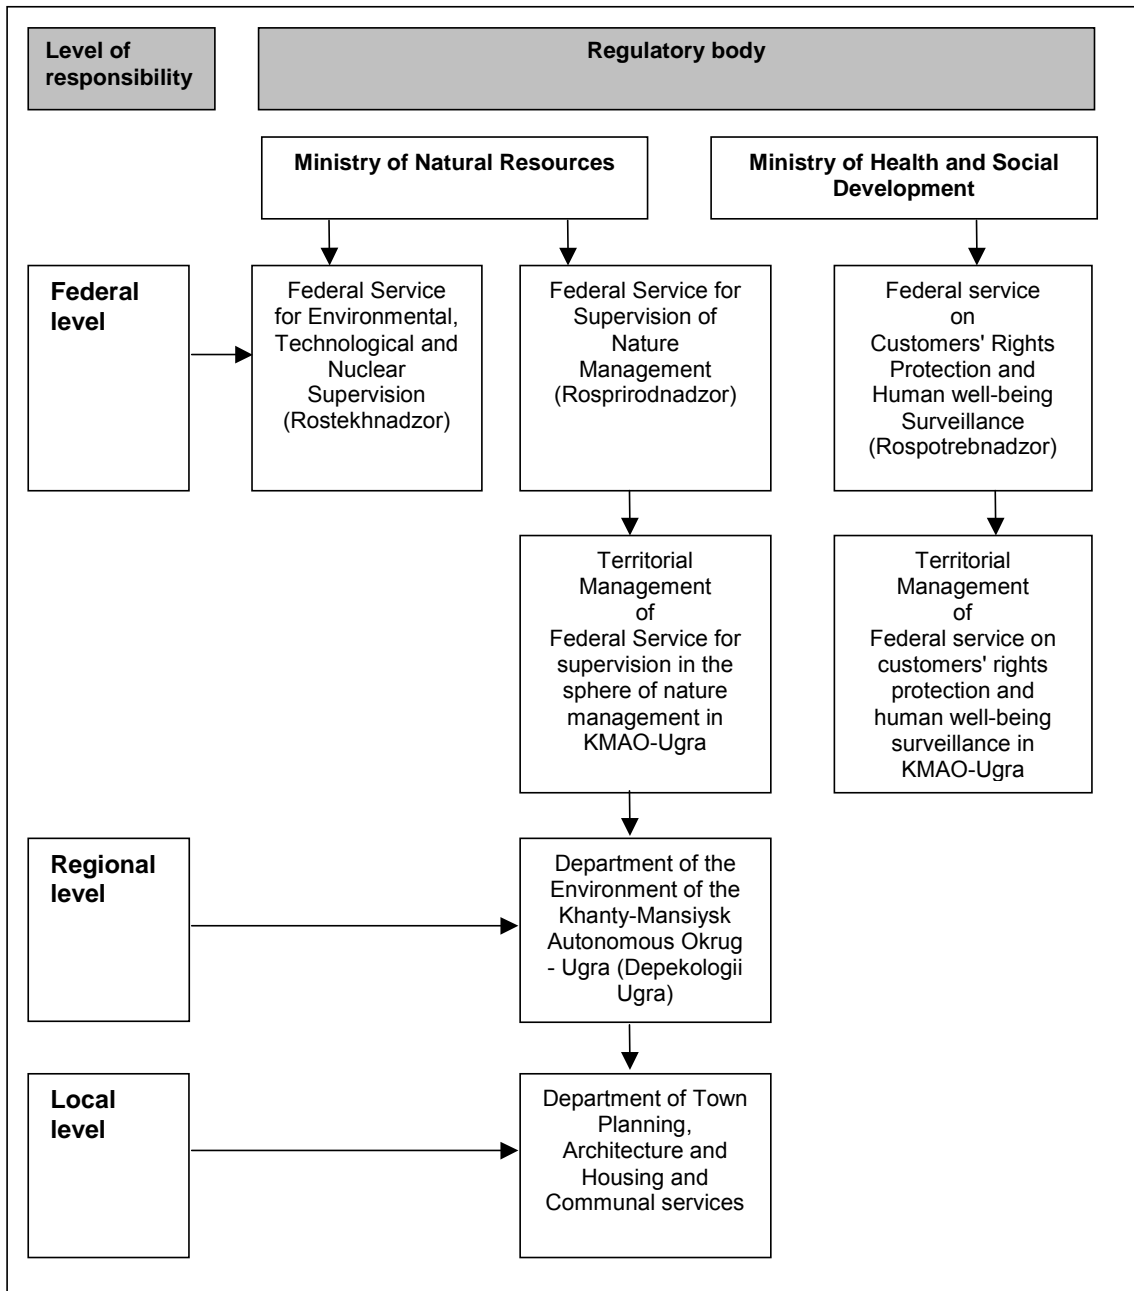 Level of
responsibility
Regulatory body
Ministry of Natural Resources
Ministry of Health and Social
Development
Federal
level
Federal Service
for Environmental,
Technological and
Nuclear
Supervision
(Rostekhnadzor)
Federal Service for
Supervision of
Nature
Management
(Rosprirodnadzor)
Federal service
on
Customers' Rights
Protection and
Human well-being
Surveillance
(Rospotrebnadzor)
Territorial
Management
of
Federal Service for
supervision in the
sphere of nature
management in
KMAO-Ugra
Territorial
Management
of
Federal service on
customers' rights
protection and
human well-being
surveillance in
KMAO-Ugra
Regional
level
Department of the
Environment of the
Khanty-Mansiysk
Autonomous Okrug
- Ugra (Depekologii
Ugra)
Local
level
Department of Town
Planning,
Architecture and
Housing and
Communal services